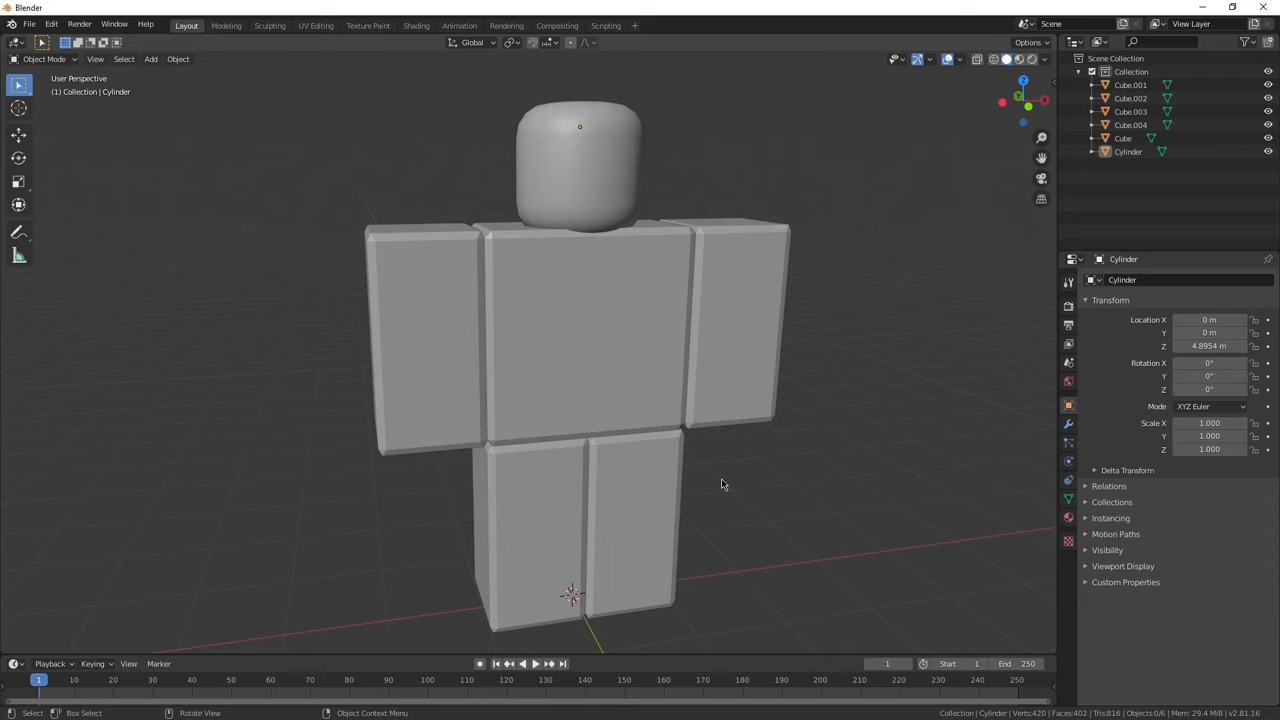 Blender
File Edit Render Window Help Layout Modeling Sculpting UV Editing Texture Paint Shading Animation Rendering Compositing Scripting + Scene View Layer
Global Options
Object Mode View Select Add Object
User Perspective
(1) Collection | Cylinder
Z
Y
X
Scene Collection
Collection
Cube.001
Cube.002
Cube.003
Cube.004
Cube
Cylinder
Cylinder
Cylinder
Transform
Location X 0 m
Y 0 m
Z 4.8954 m
Rotation X 0°
Y 0°
Z 0°
Mode XYZ Euler
Scale X 1.000
Y 1.000
Z 1.000
Delta Transform
Relations
Collections
Instancing
Motion Paths
Visibility
Viewport Display
Custom Properties
Playback Keying View Marker 1 Start 1 End 250
1 10 20 30 40 50 60 70 80 90 100 110 120 130 140 150 160 170 180 190 200 210 220 230 240 250
Select Box Select Rotate View Object Context Menu Collection | Cylinder | Verts:420 | Faces:402 | Tris:816 | Objects:0/6 | Mem: 29.4 MiB | v2.81.16